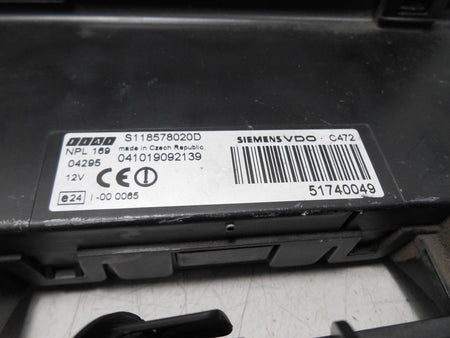 FIAT S118578020D SIEMENS VDO - C472
NPL 169 made in Czech Republic
04295 041019092139
12V CE
e24 I-00 0065
51740049